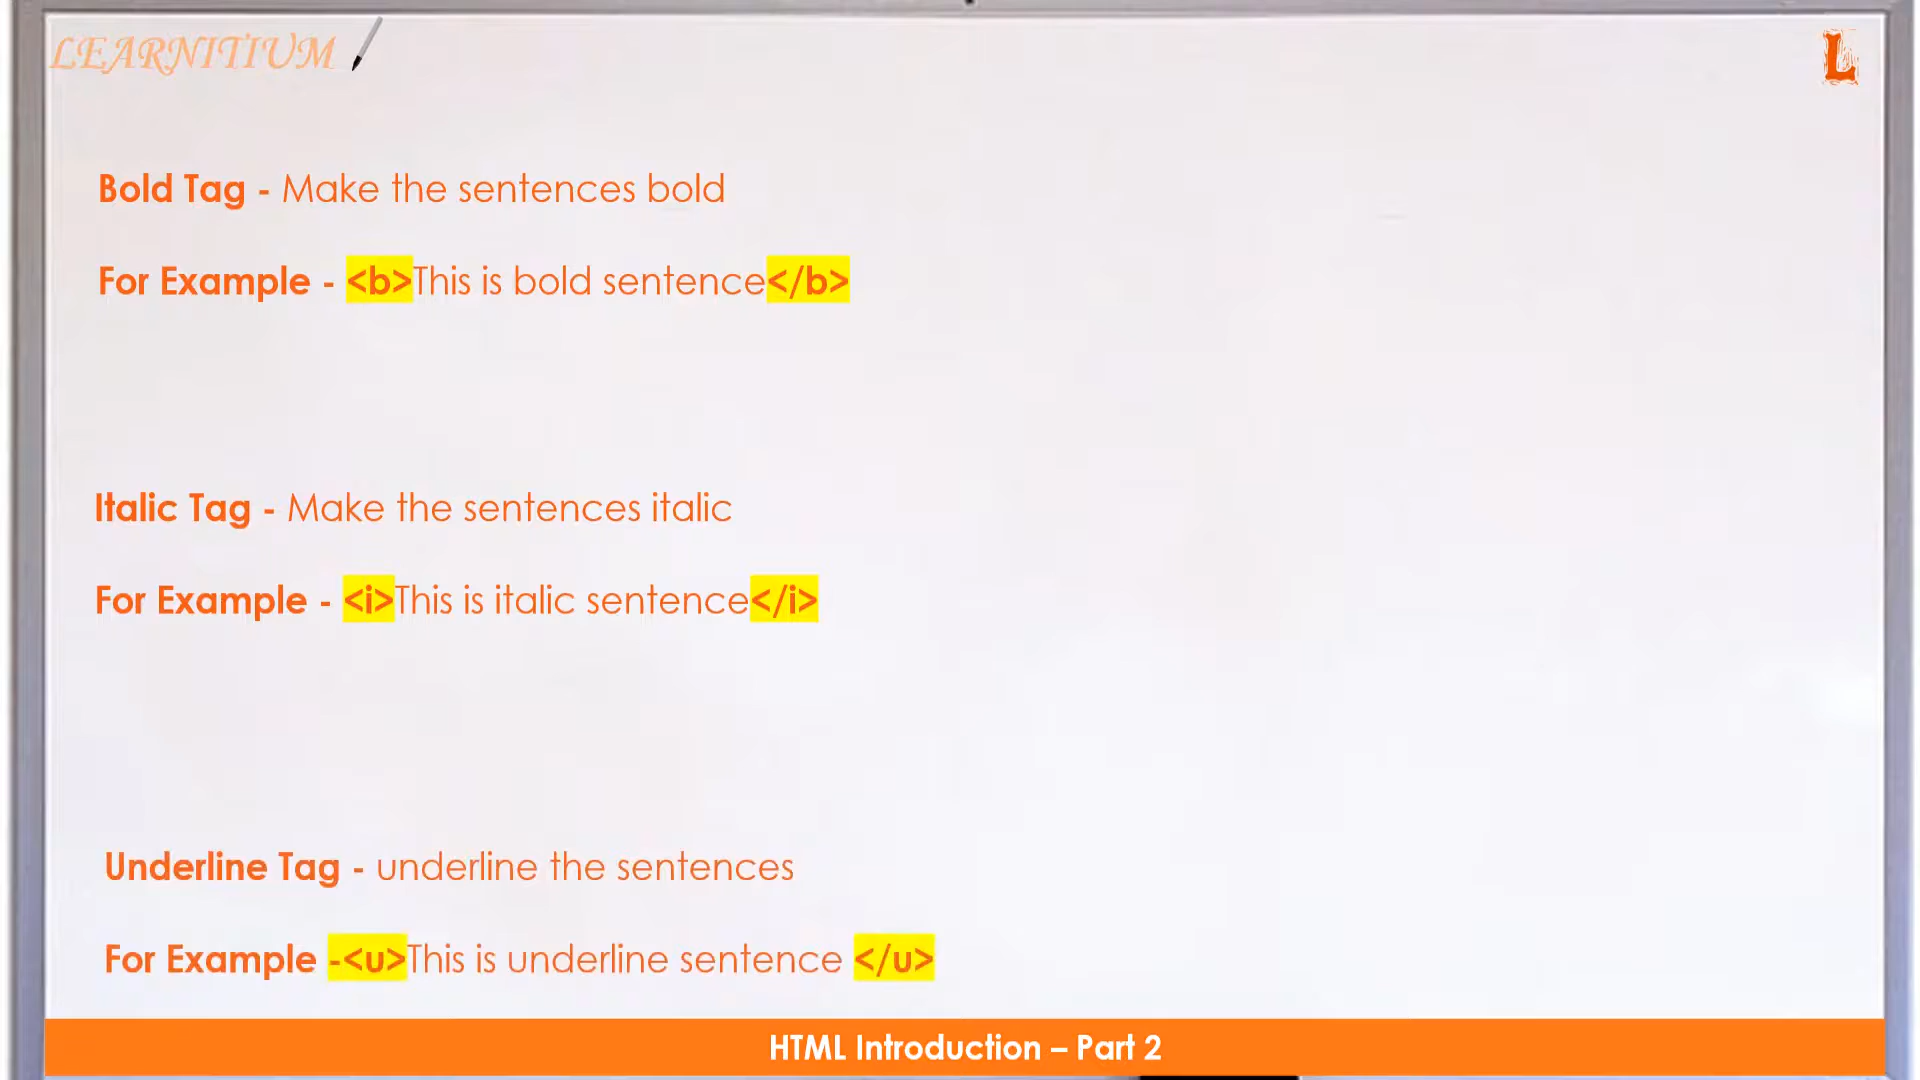 LEARNITIUM
L
Bold Tag - Make the sentences bold
For Example - <b>This is bold sentence</b>
Italic Tag - Make the sentences italic
For Example - <i>This is italic sentence</i>
Underline Tag - underline the sentences
For Example -<u>This is underline sentence </u>
HTML Introduction – Part 2